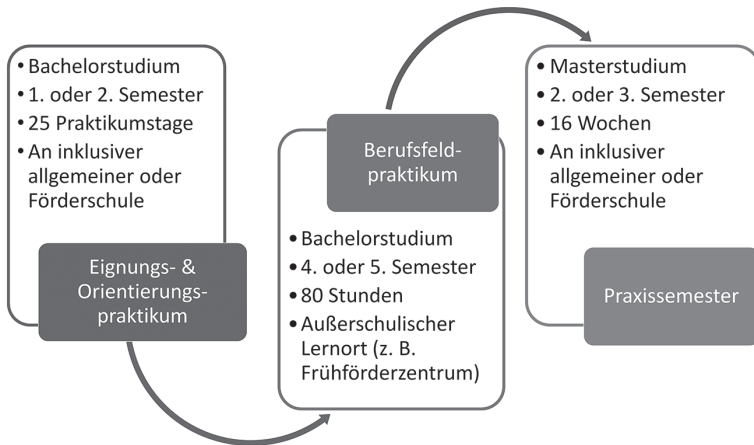 • Bachelorstudium
• 1. oder 2. Semester
• 25 Praktikumstage
• An inklusiver
allgemeiner oder
Förderschule
Eignungs- &
Orientierungs-
praktikum
Berufsfeld-
praktikum
• Bachelorstudium
• 4. oder 5. Semester
• 80 Stunden
• Außerschulischer
Lernort (z. B.
Frühförderzentrum)
• Masterstudium
• 2. oder 3. Semester
• 16 Wochen
• An inklusiver
allgemeiner oder
Förderschule
Praxissemester